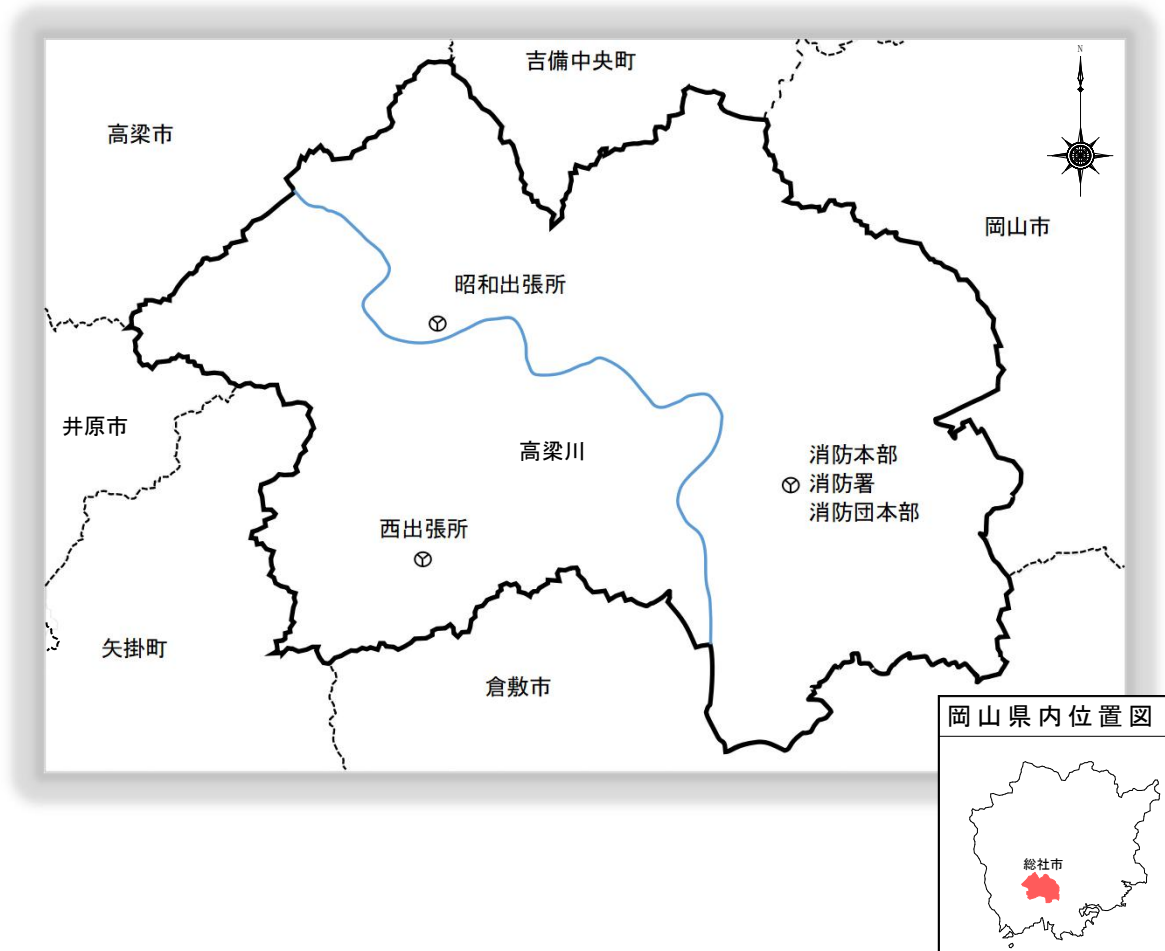 吉備中央町
高梁市
N
岡山市
昭和出張所
井原市
高梁川
消防本部
消防署
消防団本部
西出張所
矢掛町
倉敷市
岡山県内位置図
総社市